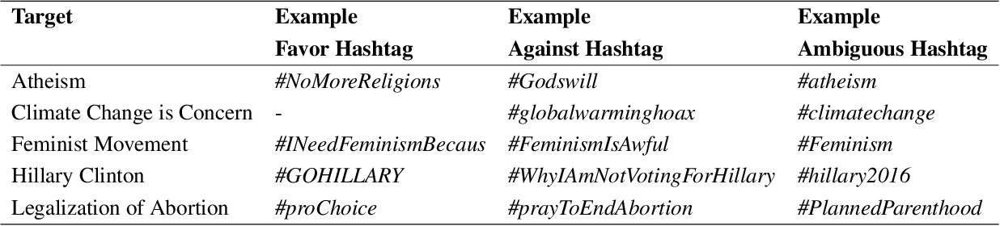 Target Example Example Example
Favor Hashtag Against Hashtag Ambiguous Hashtag
Atheism #NoMoreReligions #Godswill #atheism
Climate Change is Concern - #globalwarminghoax #climatechange
Feminist Movement #INeedFeminismBecaus #FeminismIsAwful #Feminism
Hillary Clinton #GOHILLARY #WhyIAmNotVotingForHillary #hillary2016
Legalization of Abortion #proChoice #prayToEndAbortion #PlannedParenthood